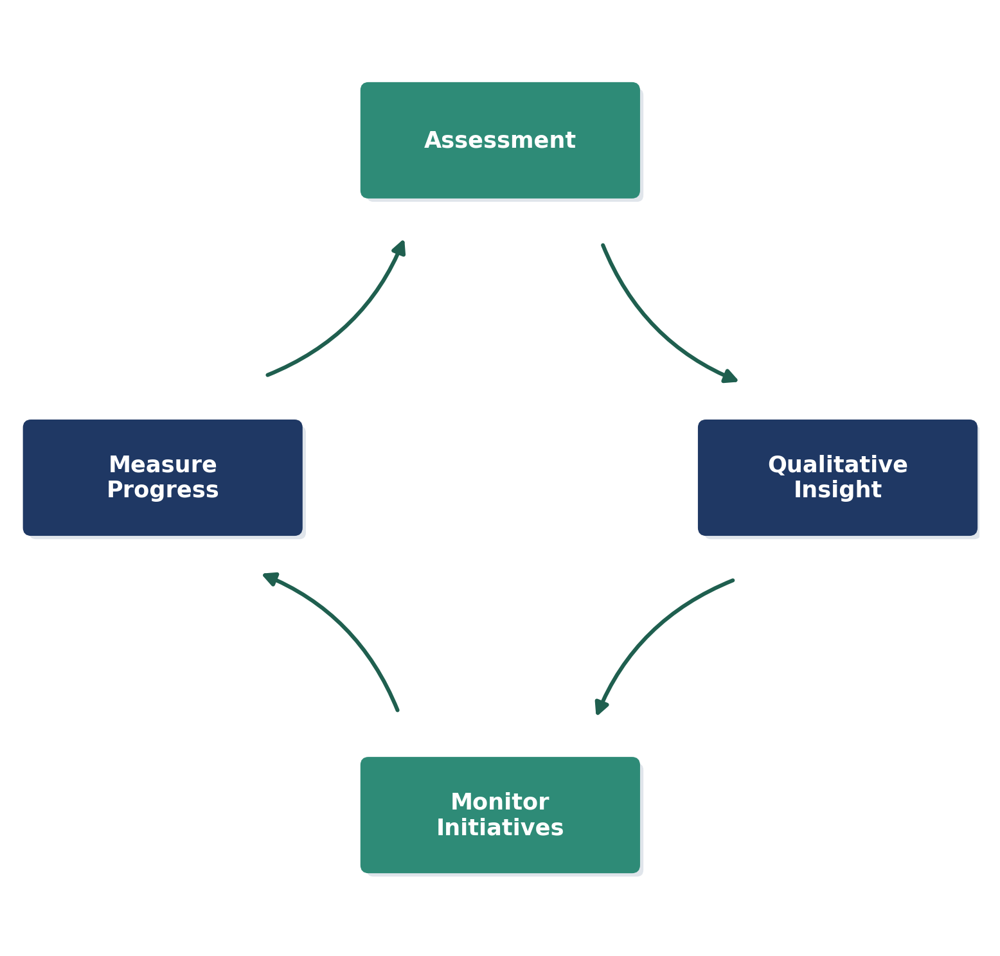 Assessment
Measure
Progress
Qualitative
Insight
Monitor
Initiatives